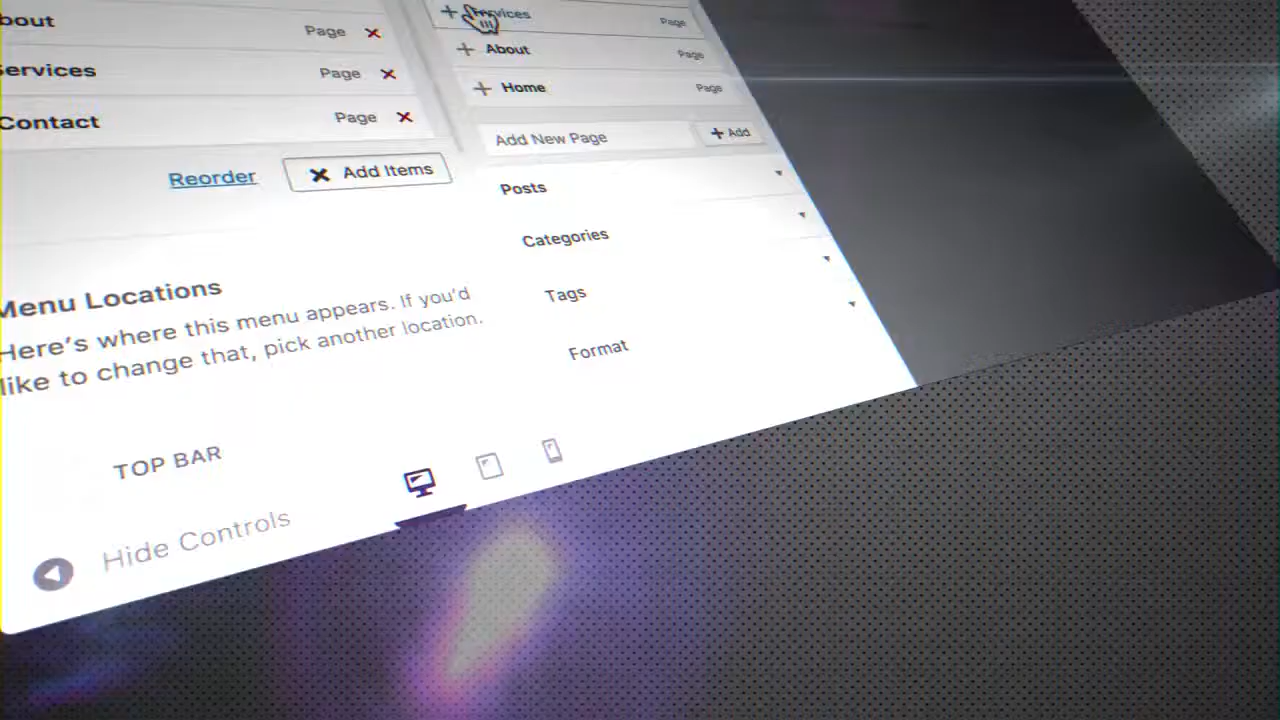 bout Page
ervices Page
Contact Page
Reorder Add Items
Menu Locations
Here's where this menu appears. If you'd
like to change that, pick another location.
TOP BAR
Hide Controls
Services Page
About Page
Home Page
Add New Page Add
Posts
Categories
Tags
Format